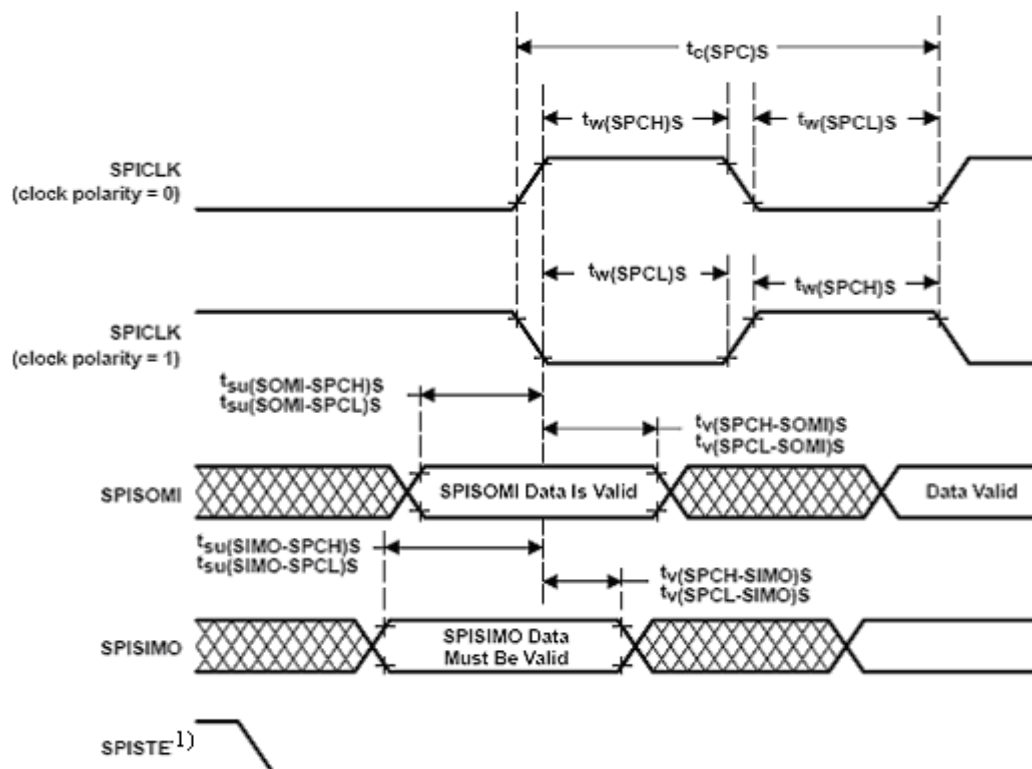 tc(SPC)S
tw(SPCH)S
tw(SPCL)S
SPICLK
(clock polarity = 0)
tw(SPCL)S
tw(SPCH)S
SPICLK
(clock polarity = 1)
tsu(SOMI-SPCH)S
tsu(SOMI-SPCL)S
tv(SPCH-SOMI)S
tv(SPCL-SOMI)S
SPISOMI
SPISOMI Data Is Valid
Data Valid
tsu(SIMO-SPCH)S
tsu(SIMO-SPCL)S
tv(SPCH-SIMO)S
tv(SPCL-SIMO)S
SPISIMO
SPISIMO Data
Must Be Valid
SPISTE-1)